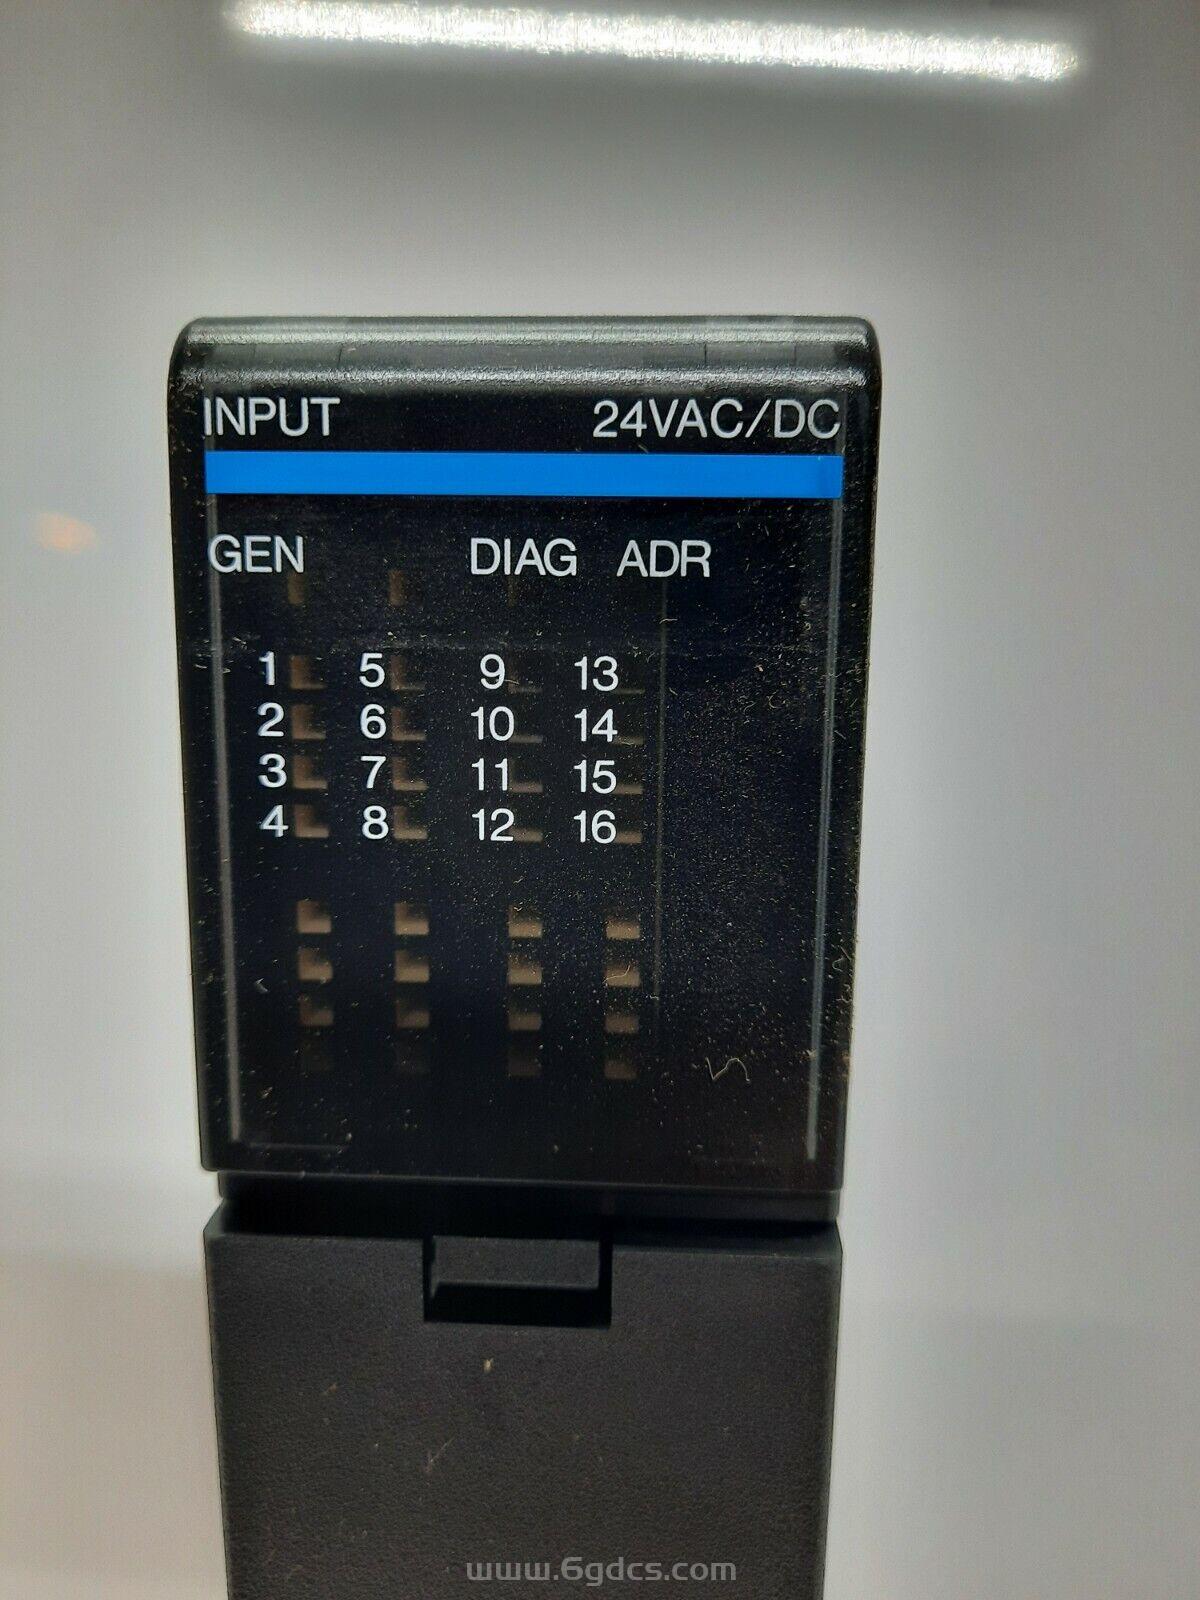 INPUT 24VAC/DC
GEN DIAG ADR
1 5 9 13
2 6 10 14
3 7 11 15
4 8 12 16
www.6gdcs.com